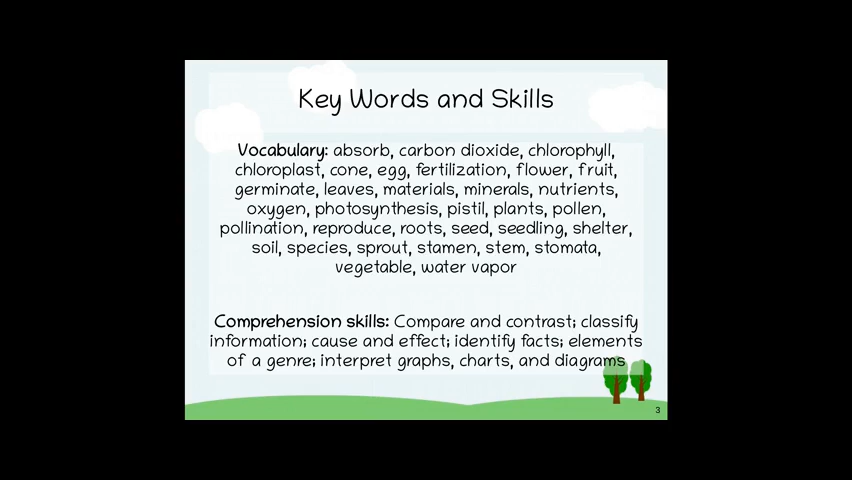 Key Words and Skills
Vocabulary: absorb, carbon dioxide, chlorophyll,
chloroplast, cone, egg, fertilization, flower, fruit,
germinate, leaves, materials, minerals, nutrients,
oxygen, photosynthesis, pistil, plants, pollen,
pollination, reproduce, roots, seed, seedling, shelter,
soil, species, sprout, stamen, stem, stomata,
vegetable, water vapor
Comprehension skills: Compare and contrast; classify
information; cause and effect; identify facts; elements
of a genre; interpret graphs, charts, and diagrams
3